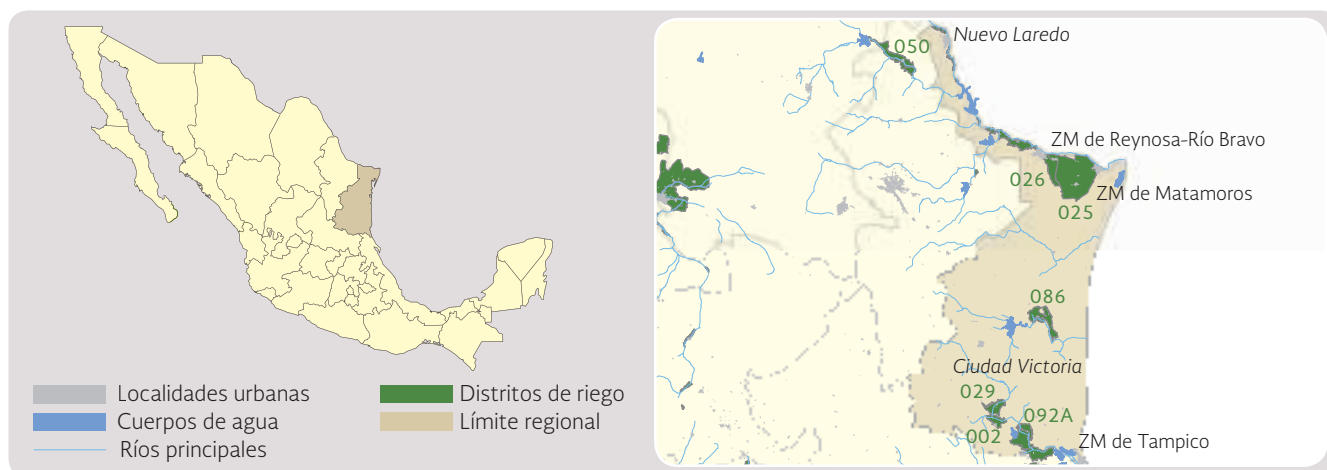 Localidades urbanas
Cuerpos de agua
Ríos principales
Distritos de riego
Límite regional
Nuevo Laredo
050
ZM de Reynosa-Río Bravo
026
ZM de Matamoros
025
086
Ciudad Victoria
029
092A
002
ZM de Tampico